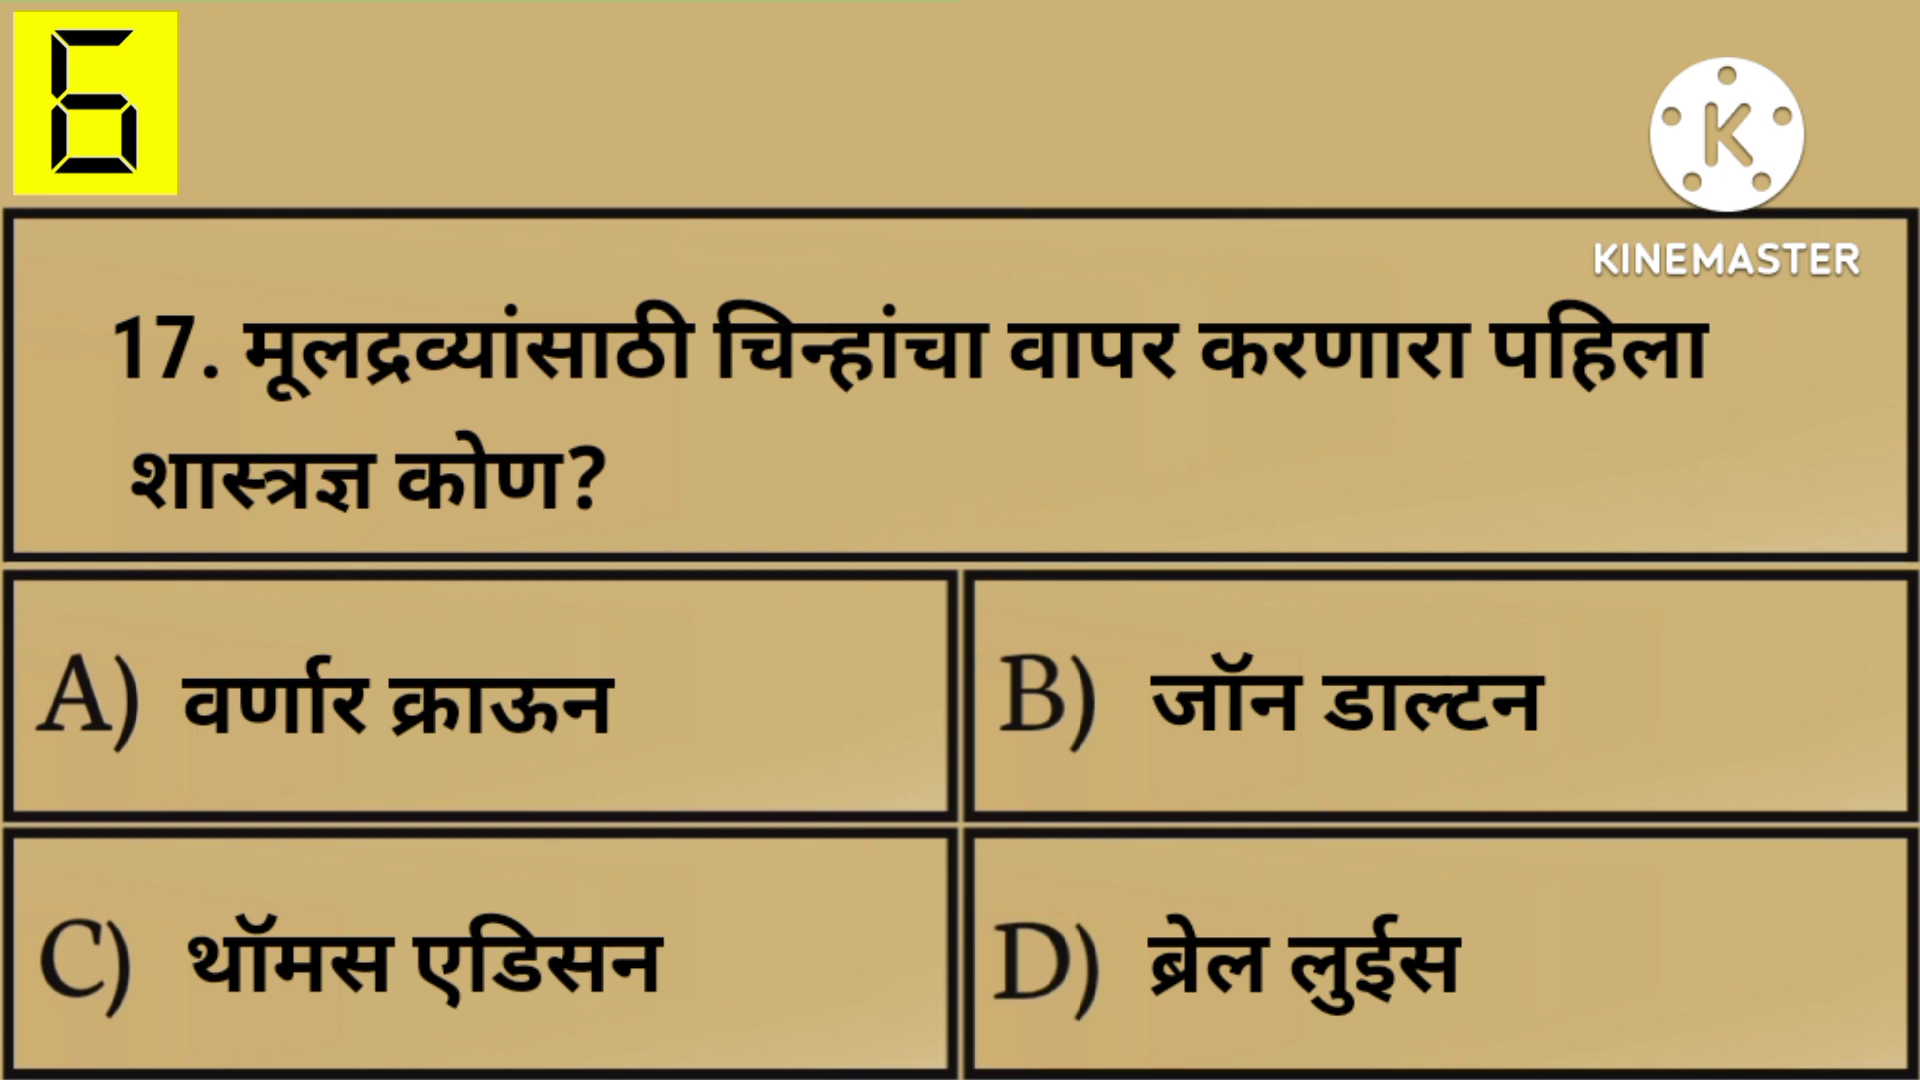 6
KINEMASTER
17. मूलद्रव्यांसाठी चिन्हांचा वापर करणारा पहिला
शास्त्रज्ञ कोण?
A) वर्णार क्राऊन
B) जॉन डाल्टन
C) थॉमस एडिसन
D) ब्रेल लुईस